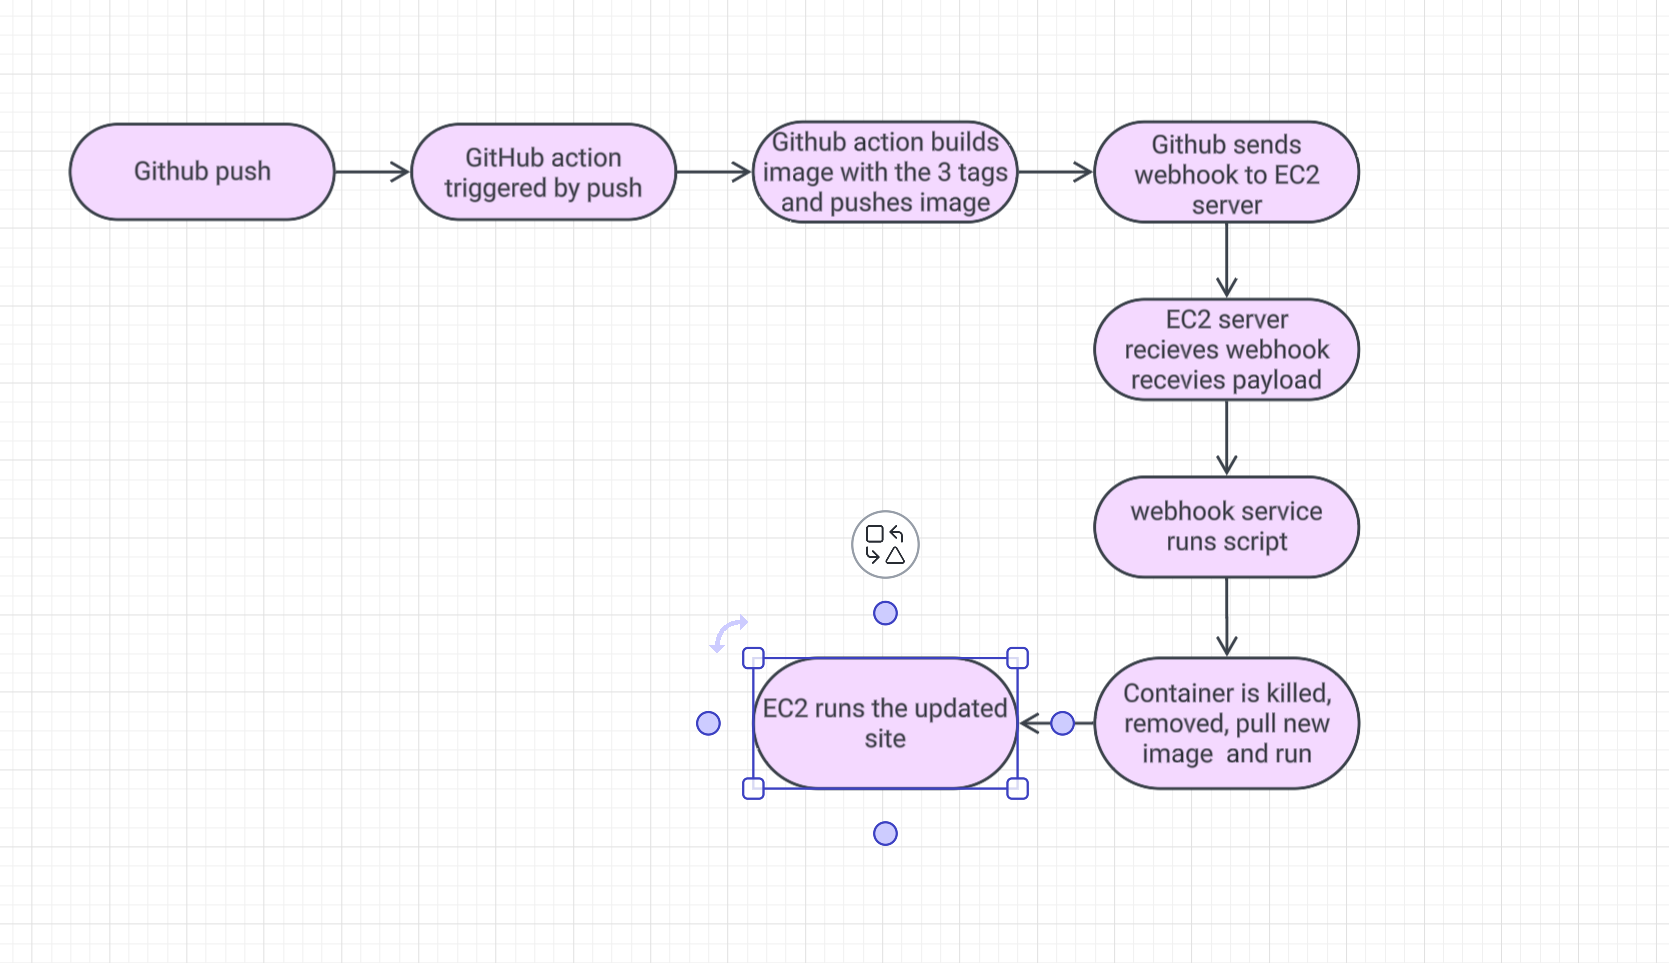 Github push
GitHub action
triggered by push
Github action builds
image with the 3 tags
and pushes image
Github sends
webhook to EC2
server
EC2 server
recieves webhook
recevies payload
webhook service
runs script
Container is killed,
removed, pull new
image  and run
EC2 runs the updated
site